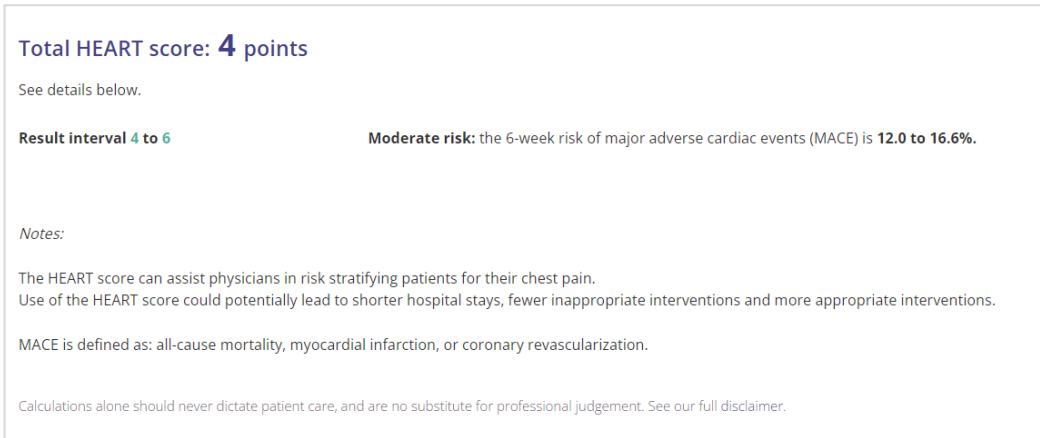 Total HEART score: 4 points
See details below.
Result interval 4 to 6
Moderate risk: the 6-week risk of major adverse cardiac events (MACE) is 12.0 to 16.6%.
Notes:
The HEART score can assist physicians in risk stratifying patients for their chest pain.
Use of the HEART score could potentially lead to shorter hospital stays, fewer inappropriate interventions and more appropriate interventions.
MACE is defined as: all-cause mortality, myocardial infarction, or coronary revascularization.
Calculations alone should never dictate patient care, and are no substitute for professional judgement. See our full disclaimer.